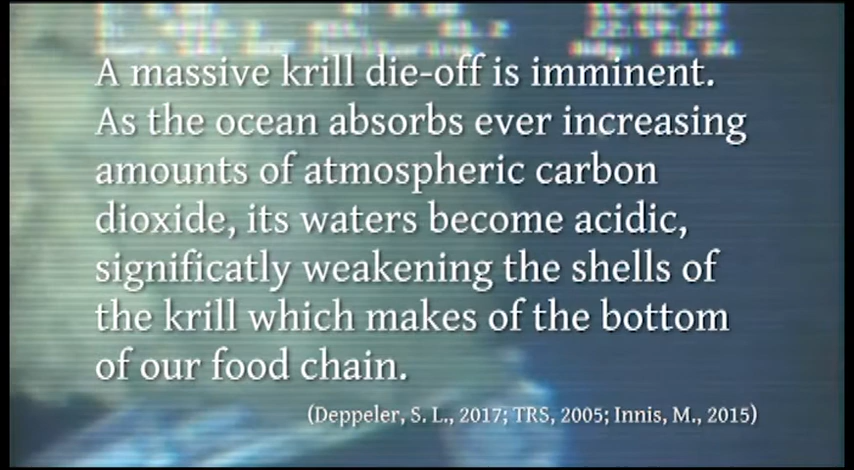 A massive krill die-off is imminent.
As the ocean absorbs ever increasing
amounts of atmospheric carbon
dioxide, its waters become acidic,
significatly weakening the shells of
the krill which makes of the bottom
of our food chain.
(Deppeler, S. L., 2017; TRS, 2005; Innis, M., 2015)